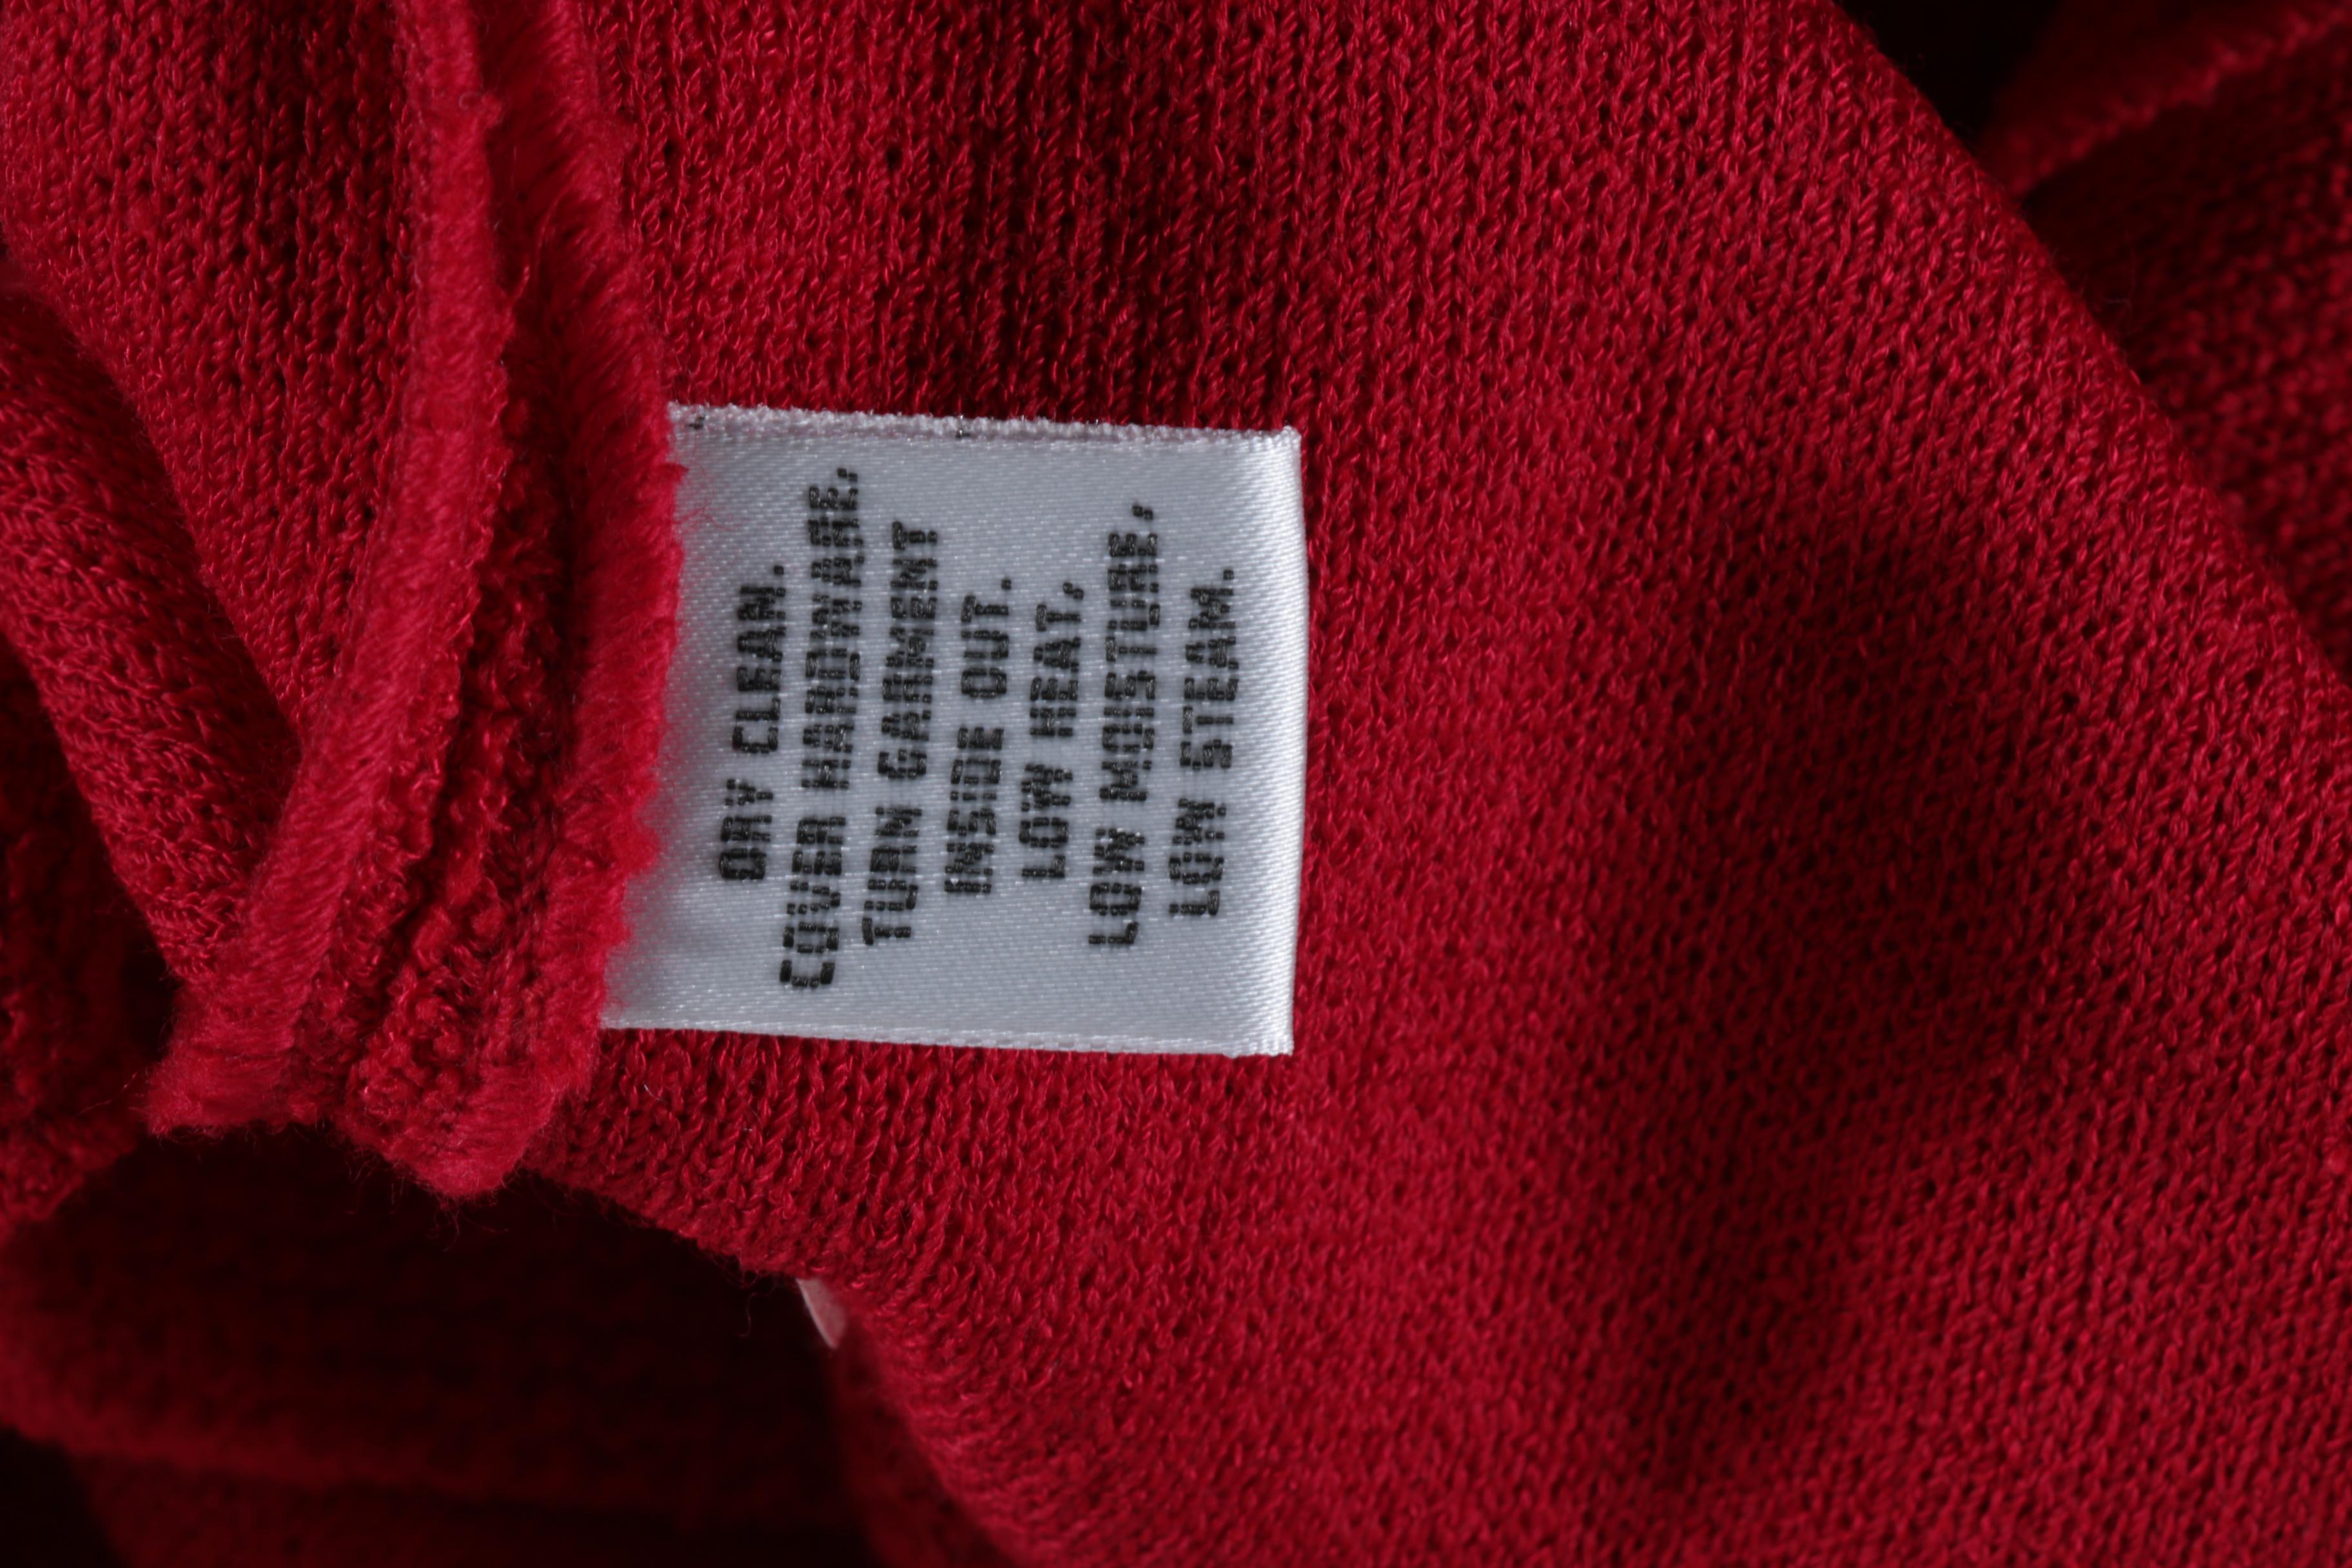 DRY CLEAN.
COVER HARDWARE,
TURN GARMENT
INSIDE OUT.
LOW HEAT,
LOW MOISTURE,
LOW STEAM.